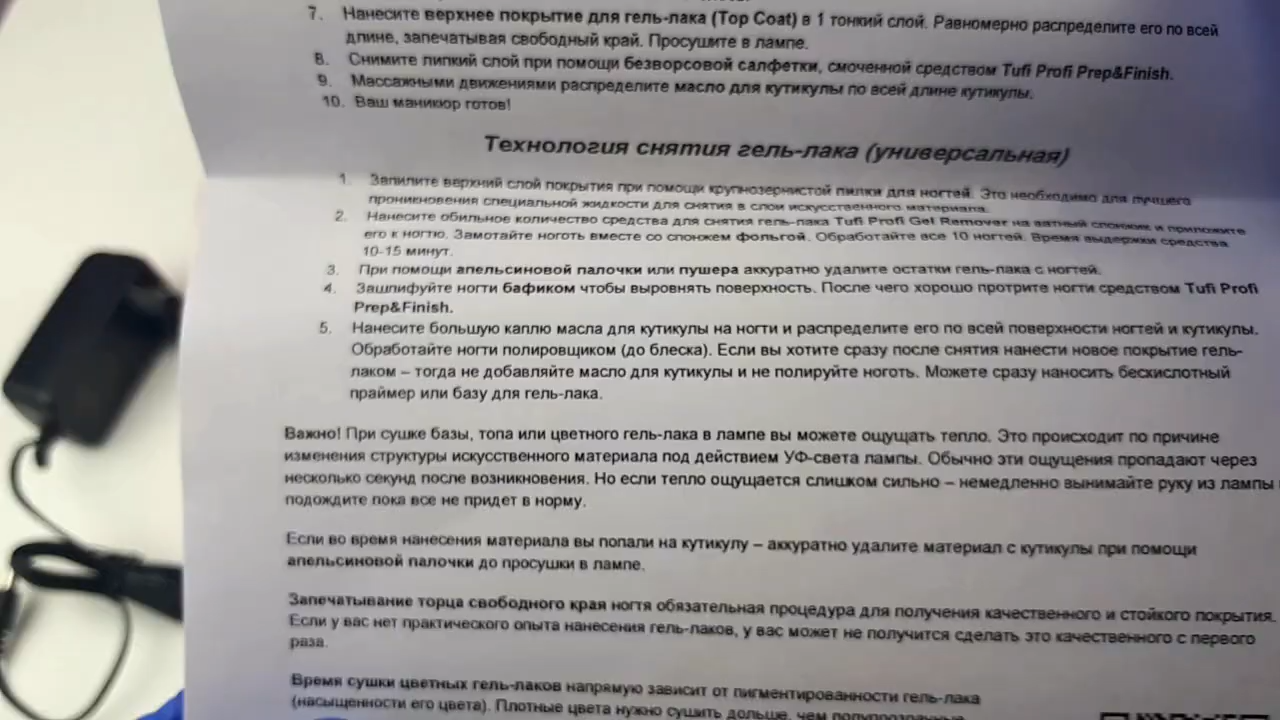 7. Нанесите верхнее покрытие для гель-лака (Top Coat) в 1 тонкий слой. Равномерно распределите его по всей
длине, запечатывая свободный край. Просушите в лампе.
8. Снимите липкий слой при помощи безворсовой салфетки, смоченной средством Tufi Profi Prep&Finish.
9. Массажными движениями распределите масло для кутикулы по всей длине кутикулы.
10. Ваш маникюр готов!
Технология снятия гель-лака (универсальная)
1. Запилите верхний слой покрытия при помощи крупнозернистой пилки для ногтей. Это необходимо для лучшего
проникновения специальной жидкости для снятия в слои искусственного материала.
2. Нанесите обильное количество средства для снятия гель-лака Tufi Profi Gel Remover на ватный спонжик и приложите
его к ногтю. Замотайте ноготь вместе со спонжем фольгой. Обработайте все 10 ногтей. Время выдержки средства
10-15 минут.
3. При помощи апельсиновой палочки или пушера аккуратно удалите остатки гель-лака с ногтей.
4. Зашлифуйте ногти бафиком чтобы выровнять поверхность. После чего хорошо протрите ногти средством Tufi Profi
Prep&Finish.
5. Нанесите большую каплю масла для кутикулы на ногти и распределите его по всей поверхности ногтей и кутикулы.
Обработайте ногти полировщиком (до блеска). Если вы хотите сразу после снятия нанести новое покрытие гель-
лаком – тогда не добавляйте масло для кутикулы и не полируйте ноготь. Можете сразу наносить бескислотный
праймер или базу для гель-лака.
Важно! При сушке базы, топа или цветного гель-лака в лампе вы можете ощущать тепло. Это происходит по причине
изменения структуры искусственного материала под действием УФ-света лампы. Обычно эти ощущения пропадают через
несколько секунд после возникновения. Но если тепло ощущается слишком сильно – немедленно вынимайте руку из лампы
подождите пока все не придет в норму.
Если во время нанесения материала вы попали на кутикулу – аккуратно удалите материал с кутикулы при помощи
апельсиновой палочки до просушки в лампе.
Запечатывание торца свободного края ногтя обязательная процедура для получения качественного и стойкого покрытия.
Если у вас нет практического опыта нанесения гель-лаков, у вас может не получится сделать это качественного с первого
раза.
Время сушки цветных гель-лаков напрямую зависит от пигментированности гель-лака
(насыщенности его цвета). Плотные цвета нужно сушить дольше, чем полупрозрачные